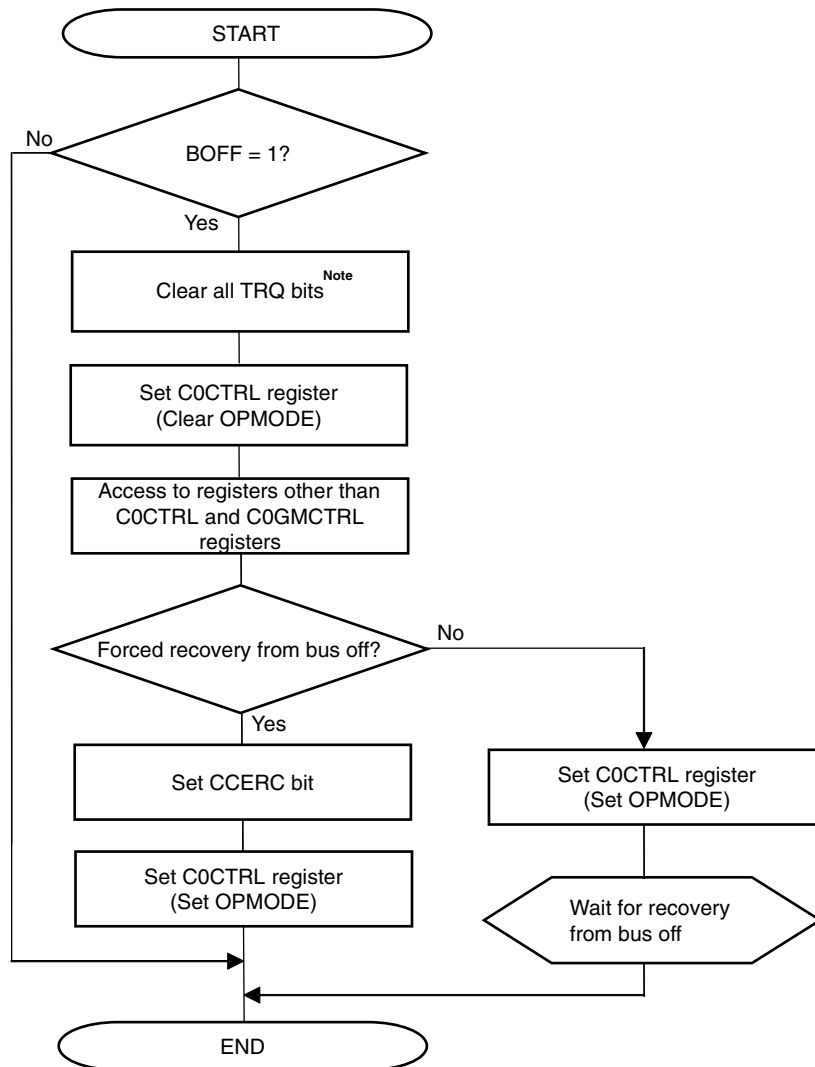 START
No
BOFF = 1?
Yes
Clear all TRQ bits Note
Set C0CTRL register
(Clear OPMODE)
Access to registers other than
C0CTRL and C0GMCTRL
registers
Forced recovery from bus off?
No
Yes
Set CCERC bit
Set C0CTRL register
(Set OPMODE)
Set C0CTRL register
(Set OPMODE)
Wait for recovery
from bus off
END